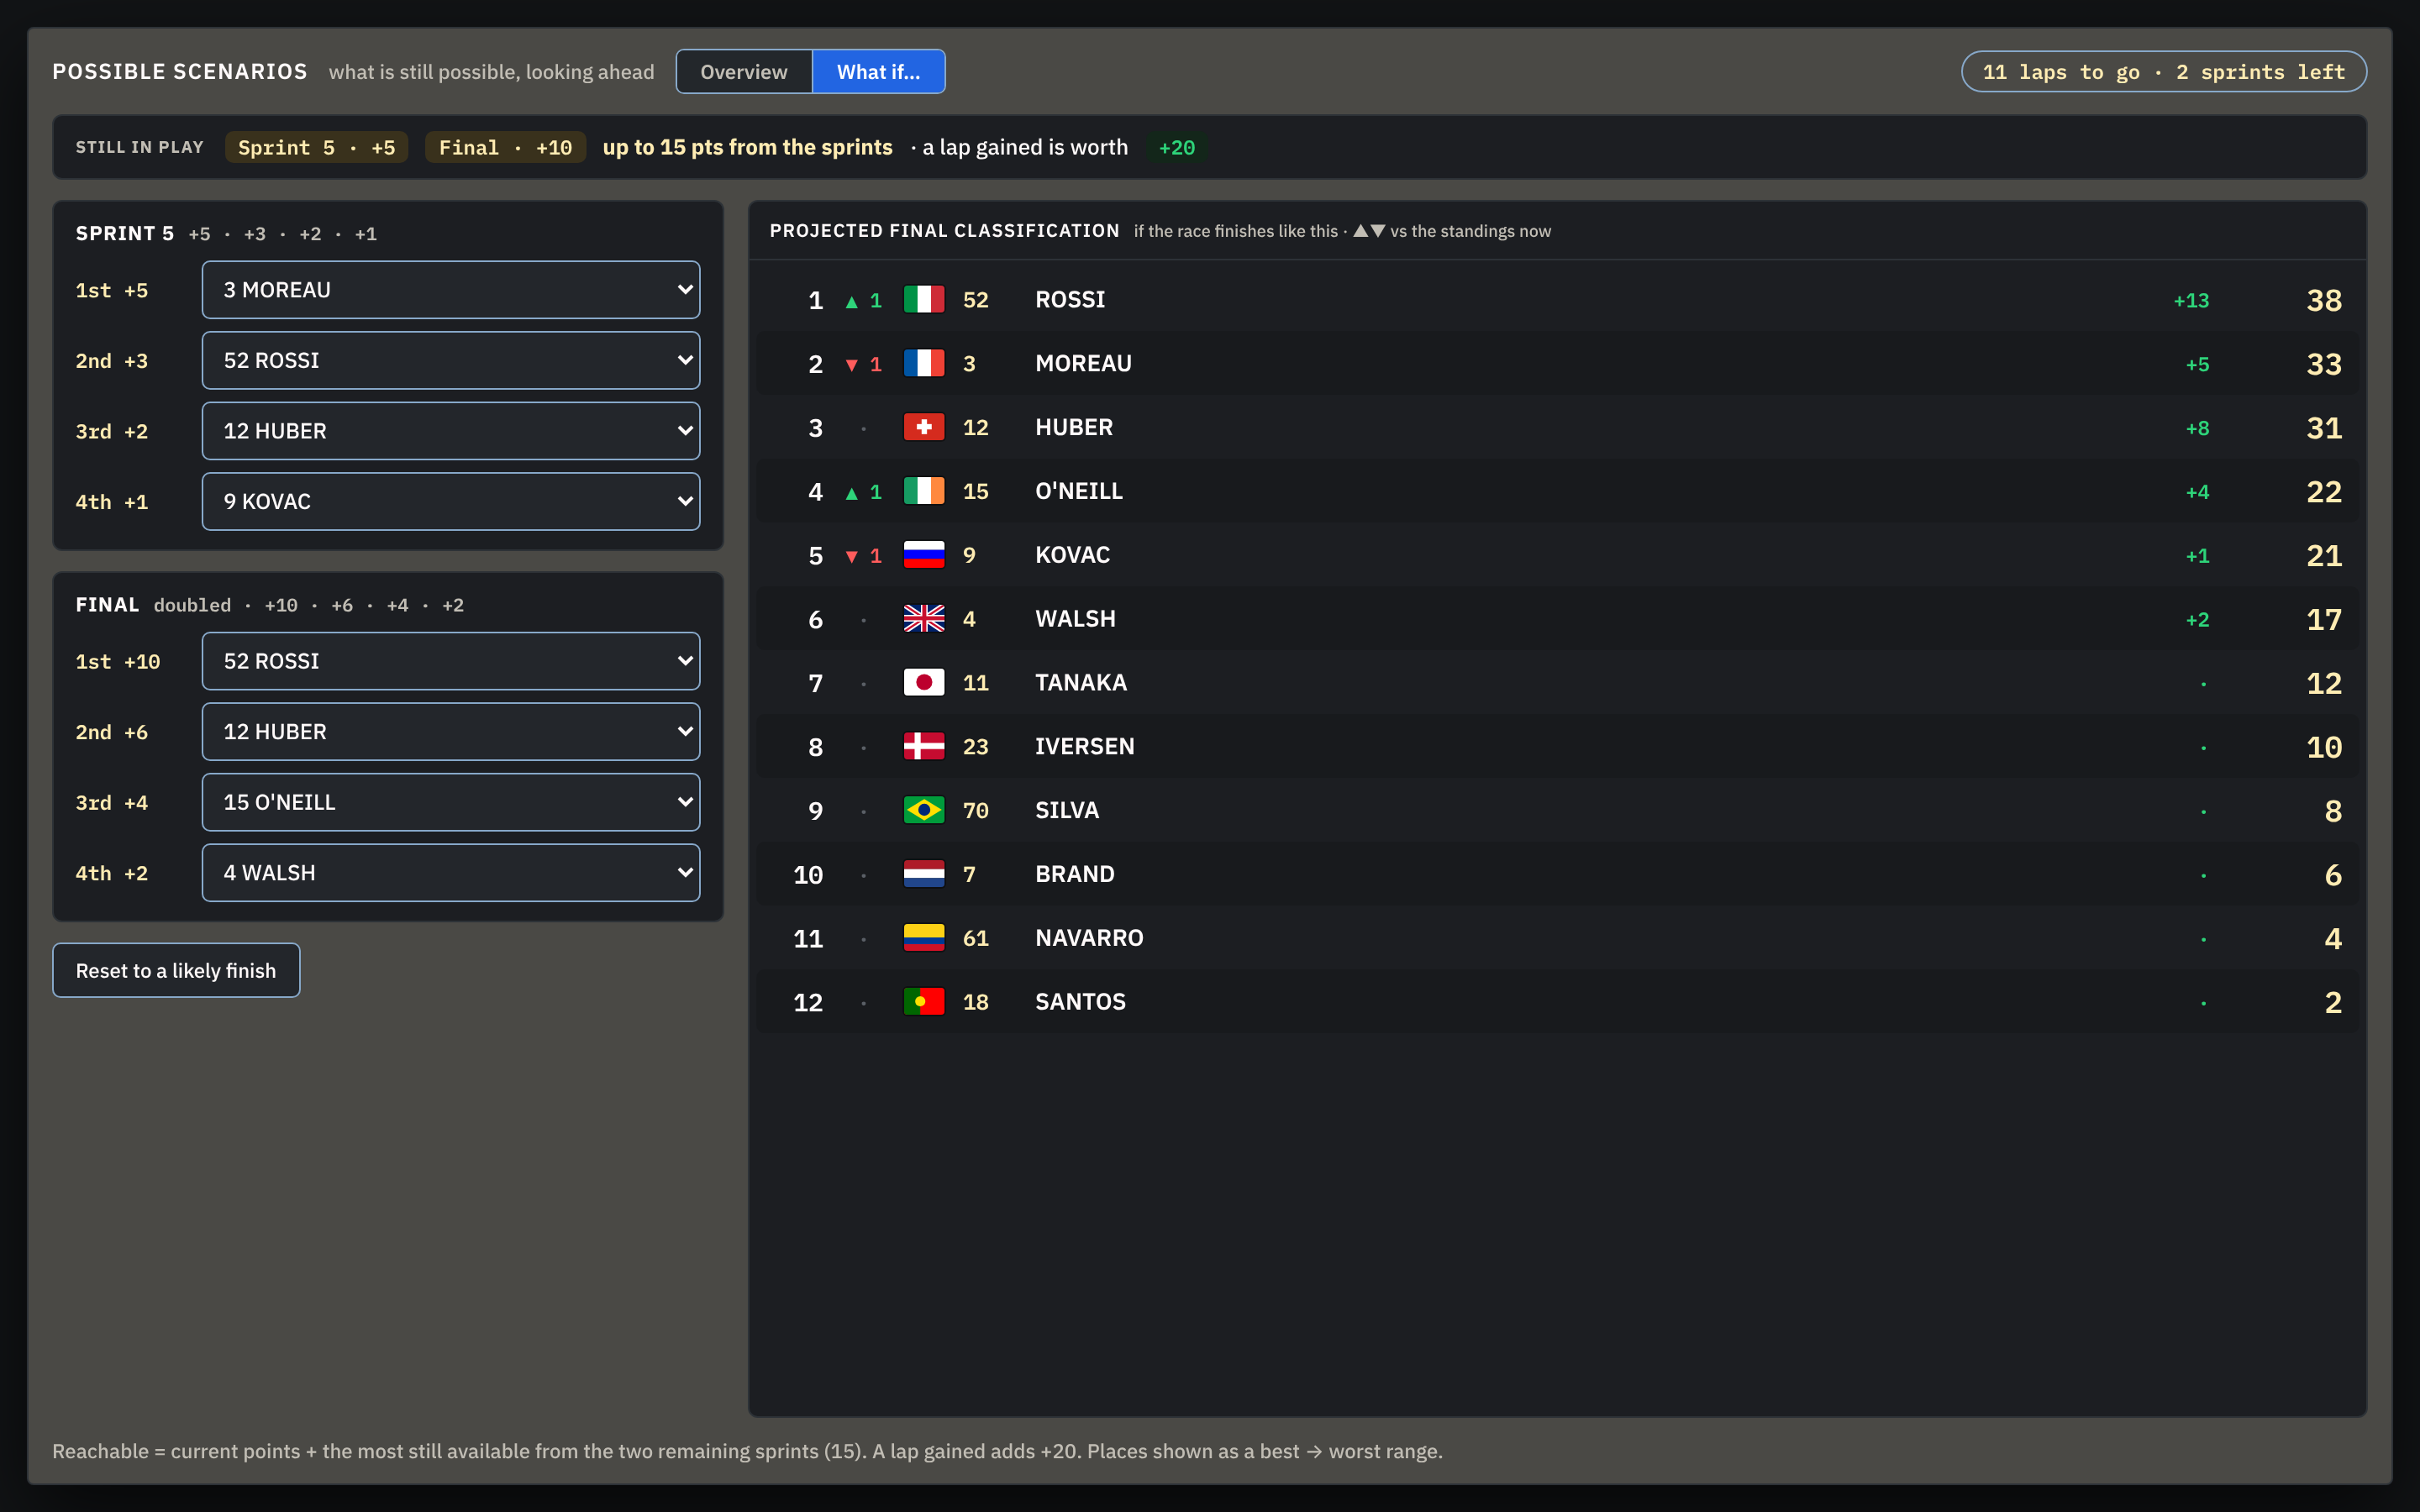 POSSIBLE SCENARIOS what is still possible, looking ahead Overview What if... 11 laps to go · 2 sprints left
STILL IN PLAY Sprint 5 · +5 Final · +10 up to 15 pts from the sprints · a lap gained is worth +20
SPRINT 5 +5 · +3 · +2 · +1
1st +5 3 MOREAU
2nd +3 52 ROSSI
3rd +2 12 HUBER
4th +1 9 KOVAC
FINAL doubled · +10 · +6 · +4 · +2
1st +10 52 ROSSI
2nd +6 12 HUBER
3rd +4 15 O'NEILL
4th +2 4 WALSH
Reset to a likely finish
PROJECTED FINAL CLASSIFICATION if the race finishes like this · ▲▼ vs the standings now
1 ▲ 1 52 ROSSI +13 38
2 ▼ 1 3 MOREAU +5 33
3 · 12 HUBER +8 31
4 ▲ 1 15 O'NEILL +4 22
5 ▼ 1 9 KOVAC +1 21
6 · 4 WALSH +2 17
7 · 11 TANAKA · 12
8 · 23 IVERSEN · 10
9 · 70 SILVA · 8
10 · 7 BRAND · 6
11 · 61 NAVARRO · 4
12 · 18 SANTOS · 2
Reachable = current points + the most still available from the two remaining sprints (15). A lap gained adds +20. Places shown as a best → worst range.